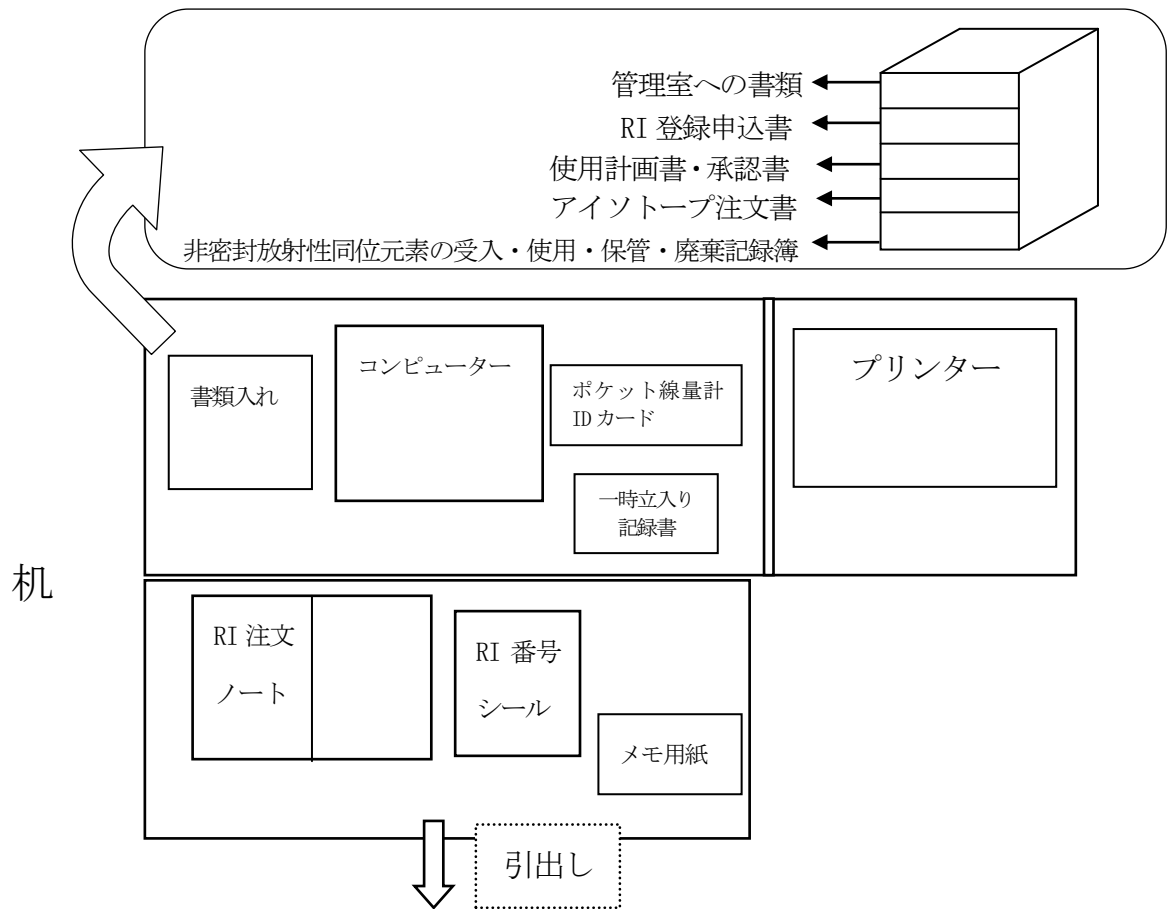 管理室への書類
RI 登録申込書
使用計画書・承認書
アイソトープ注文書
非密封放射性同位元素の受入・使用・保管・廃棄記録簿
書類入れ
コンピューター
ポケット線量計
ID カード
一時立入り
記録書
プリンター
机
RI 注文
ノート
RI 番号
シール
メモ用紙
引出し